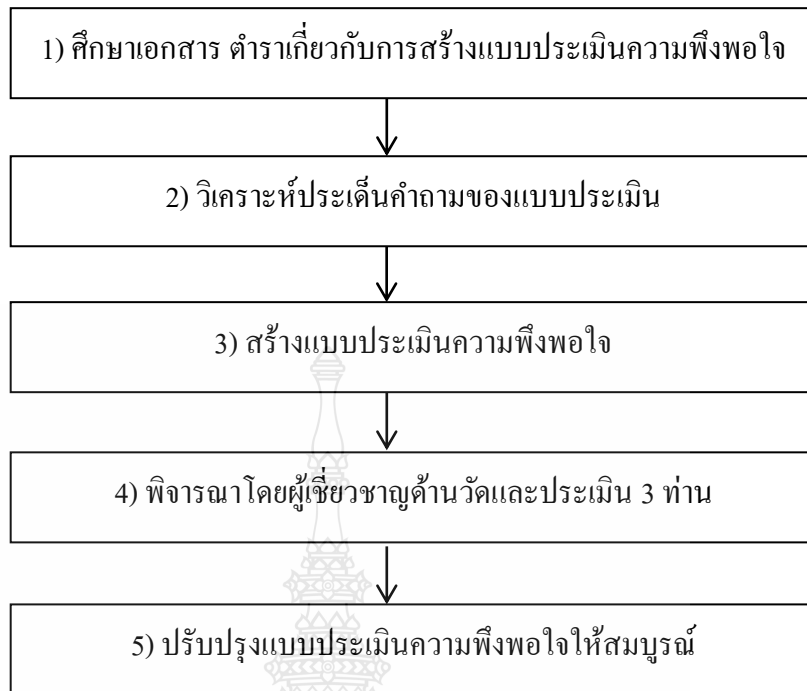 1) ศึกษาเอกสาร ตำราเกี่ยวกับการสร้างแบบประเมินความพึงพอใจ
2) วิเคราะห์ประเด็นคำถามของแบบประเมิน
3) สร้างแบบประเมินความพึงพอใจ
4) พิจารณาโดยผู้เชี่ยวชาญด้านวัดและประเมิน 3 ท่าน
5) ปรับปรุงแบบประเมินความพึงพอใจให้สมบูรณ์